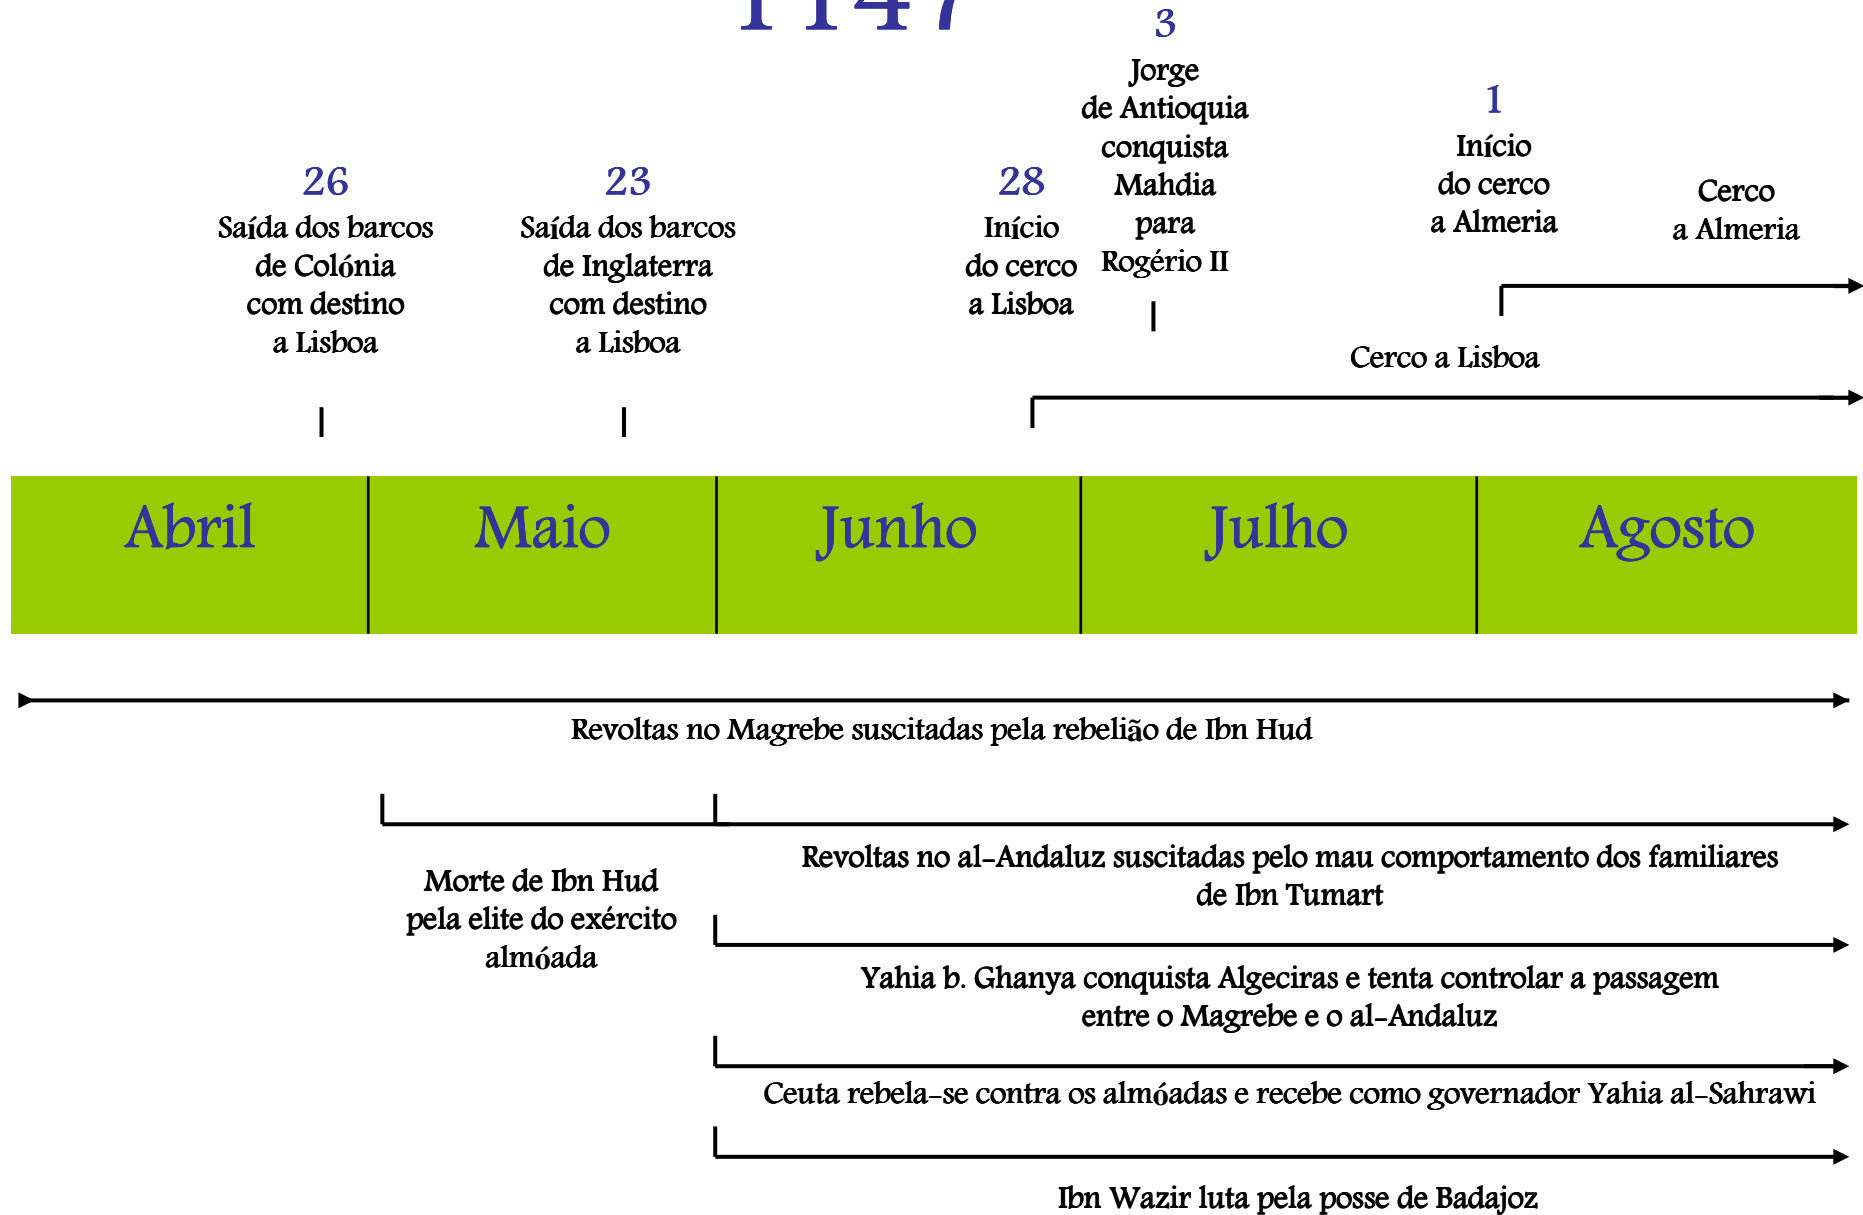 1147
26
Saída dos barcos
de Colónia
com destino
a Lisboa
23
Saída dos barcos
de Inglaterra
com destino
a Lisboa
28
Início
do cerco
a Lisboa
3
Jorge
de Antioquia
conquista
Mahdia
para
Rogério II
1
Início
do cerco
a Almeria
Cerco
a Almeria
Cerco a Lisboa
Abril
Maio
Junho
Julho
Agosto
Revoltas no Magrebe suscitadas pela rebelião de Ibn Hud
Morte de Ibn Hud
pela elite do exército
almóada
Revoltas no al-Andaluz suscitadas pelo mau comportamento dos familiares
de Ibn Tumart
Yahia b. Ghanya conquista Algeciras e tenta controlar a passagem
entre o Magrebe e o al-Andaluz
Ceuta rebela-se contra os almóadas e recebe como governador Yahia al-Sahrawi
Ibn Wazir luta pela posse de Badajoz